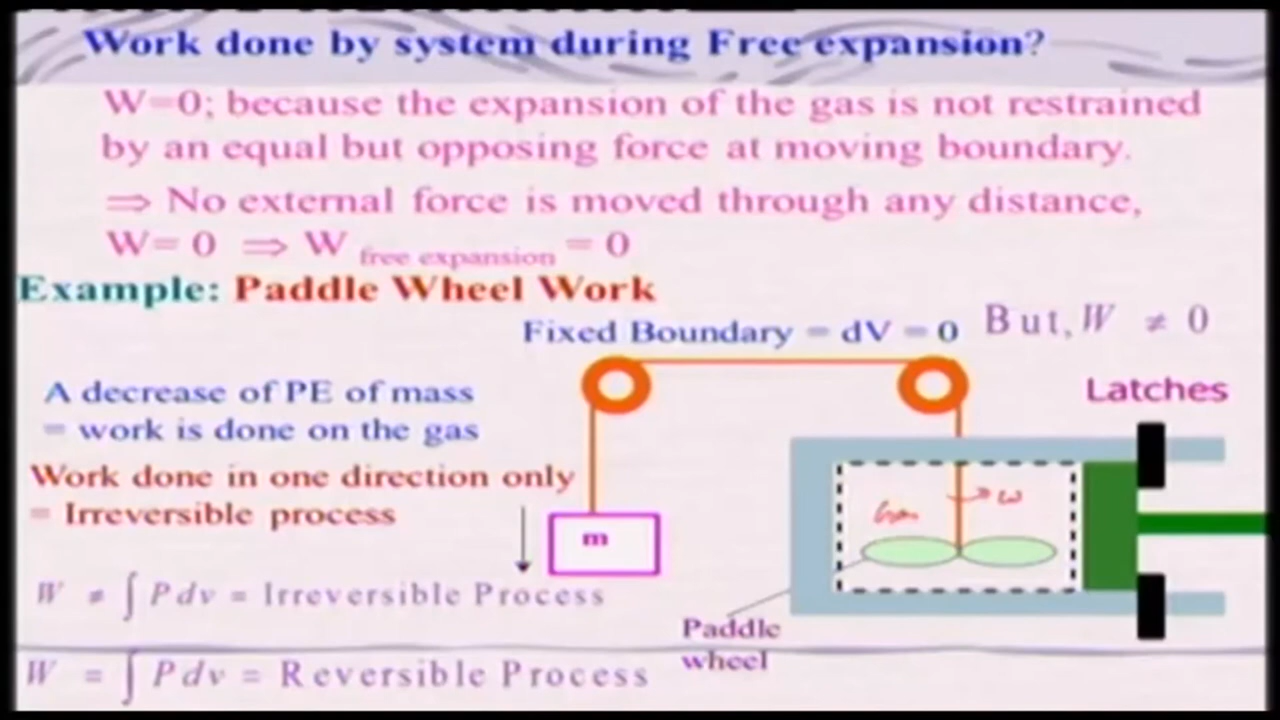 Work done by system during Free expansion?
W=0; because the expansion of the gas is not restrained
by an equal but opposing force at moving boundary.
⇒ No external force is moved through any distance,
W= 0 ⇒ W free expansion = 0
Example: Paddle Wheel Work
Fixed Boundary = dV = 0
But, W ≠ 0
A decrease of PE of mass
= work is done on the gas
Latches
Work done in one direction only
= Irreversible process
Gas
ω
m
W ≠ ∫ Pdv = Irreversible Process
Paddle
wheel
W = ∫ Pdv = Reversible Process